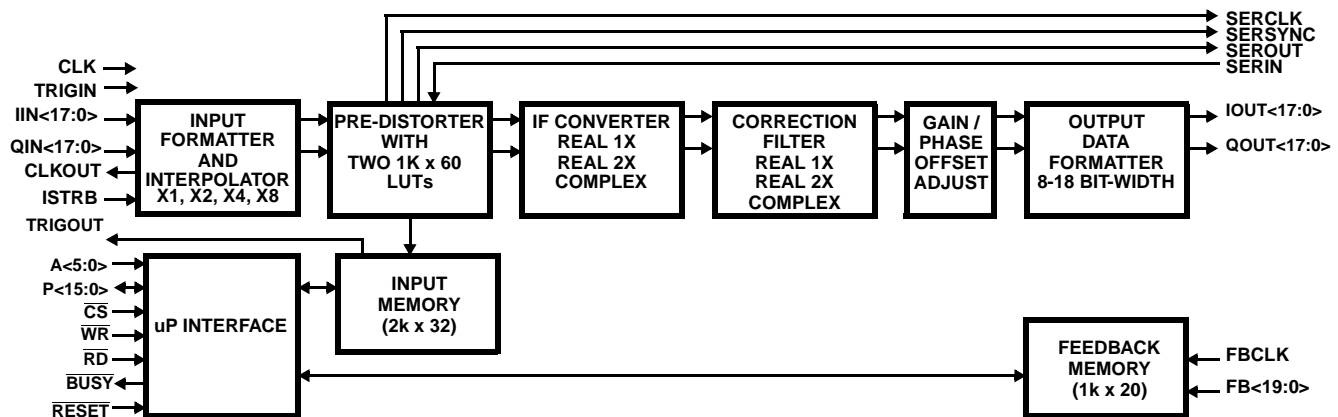 SERCLK
SERSYNC
SEROUT
SERIN
CLK
TRIGIN
IIN<17:0>
QIN<17:0>
CLKOUT
ISTRB
TRIGOUT
INPUT
FORMATTER
AND
INTERPOLATOR
X1, X2, X4, X8
PRE-DISTORTER
WITH
TWO 1K x 60
LUTs
IF CONVERTER
REAL 1X
REAL 2X
COMPLEX
CORRECTION
FILTER
REAL 1X
REAL 2X
COMPLEX
GAIN /
PHASE
OFFSET
ADJUST
OUTPUT
DATA
FORMATTER
8-18 BIT-WIDTH
IOUT<17:0>
QOUT<17:0>
A<5:0>
P<15:0>
CS
WR
RD
BUSY
RESET
uP INTERFACE
INPUT
MEMORY
(2k x 32)
FEEDBACK
MEMORY
(1k x 20)
FBCLK
FB<19:0>